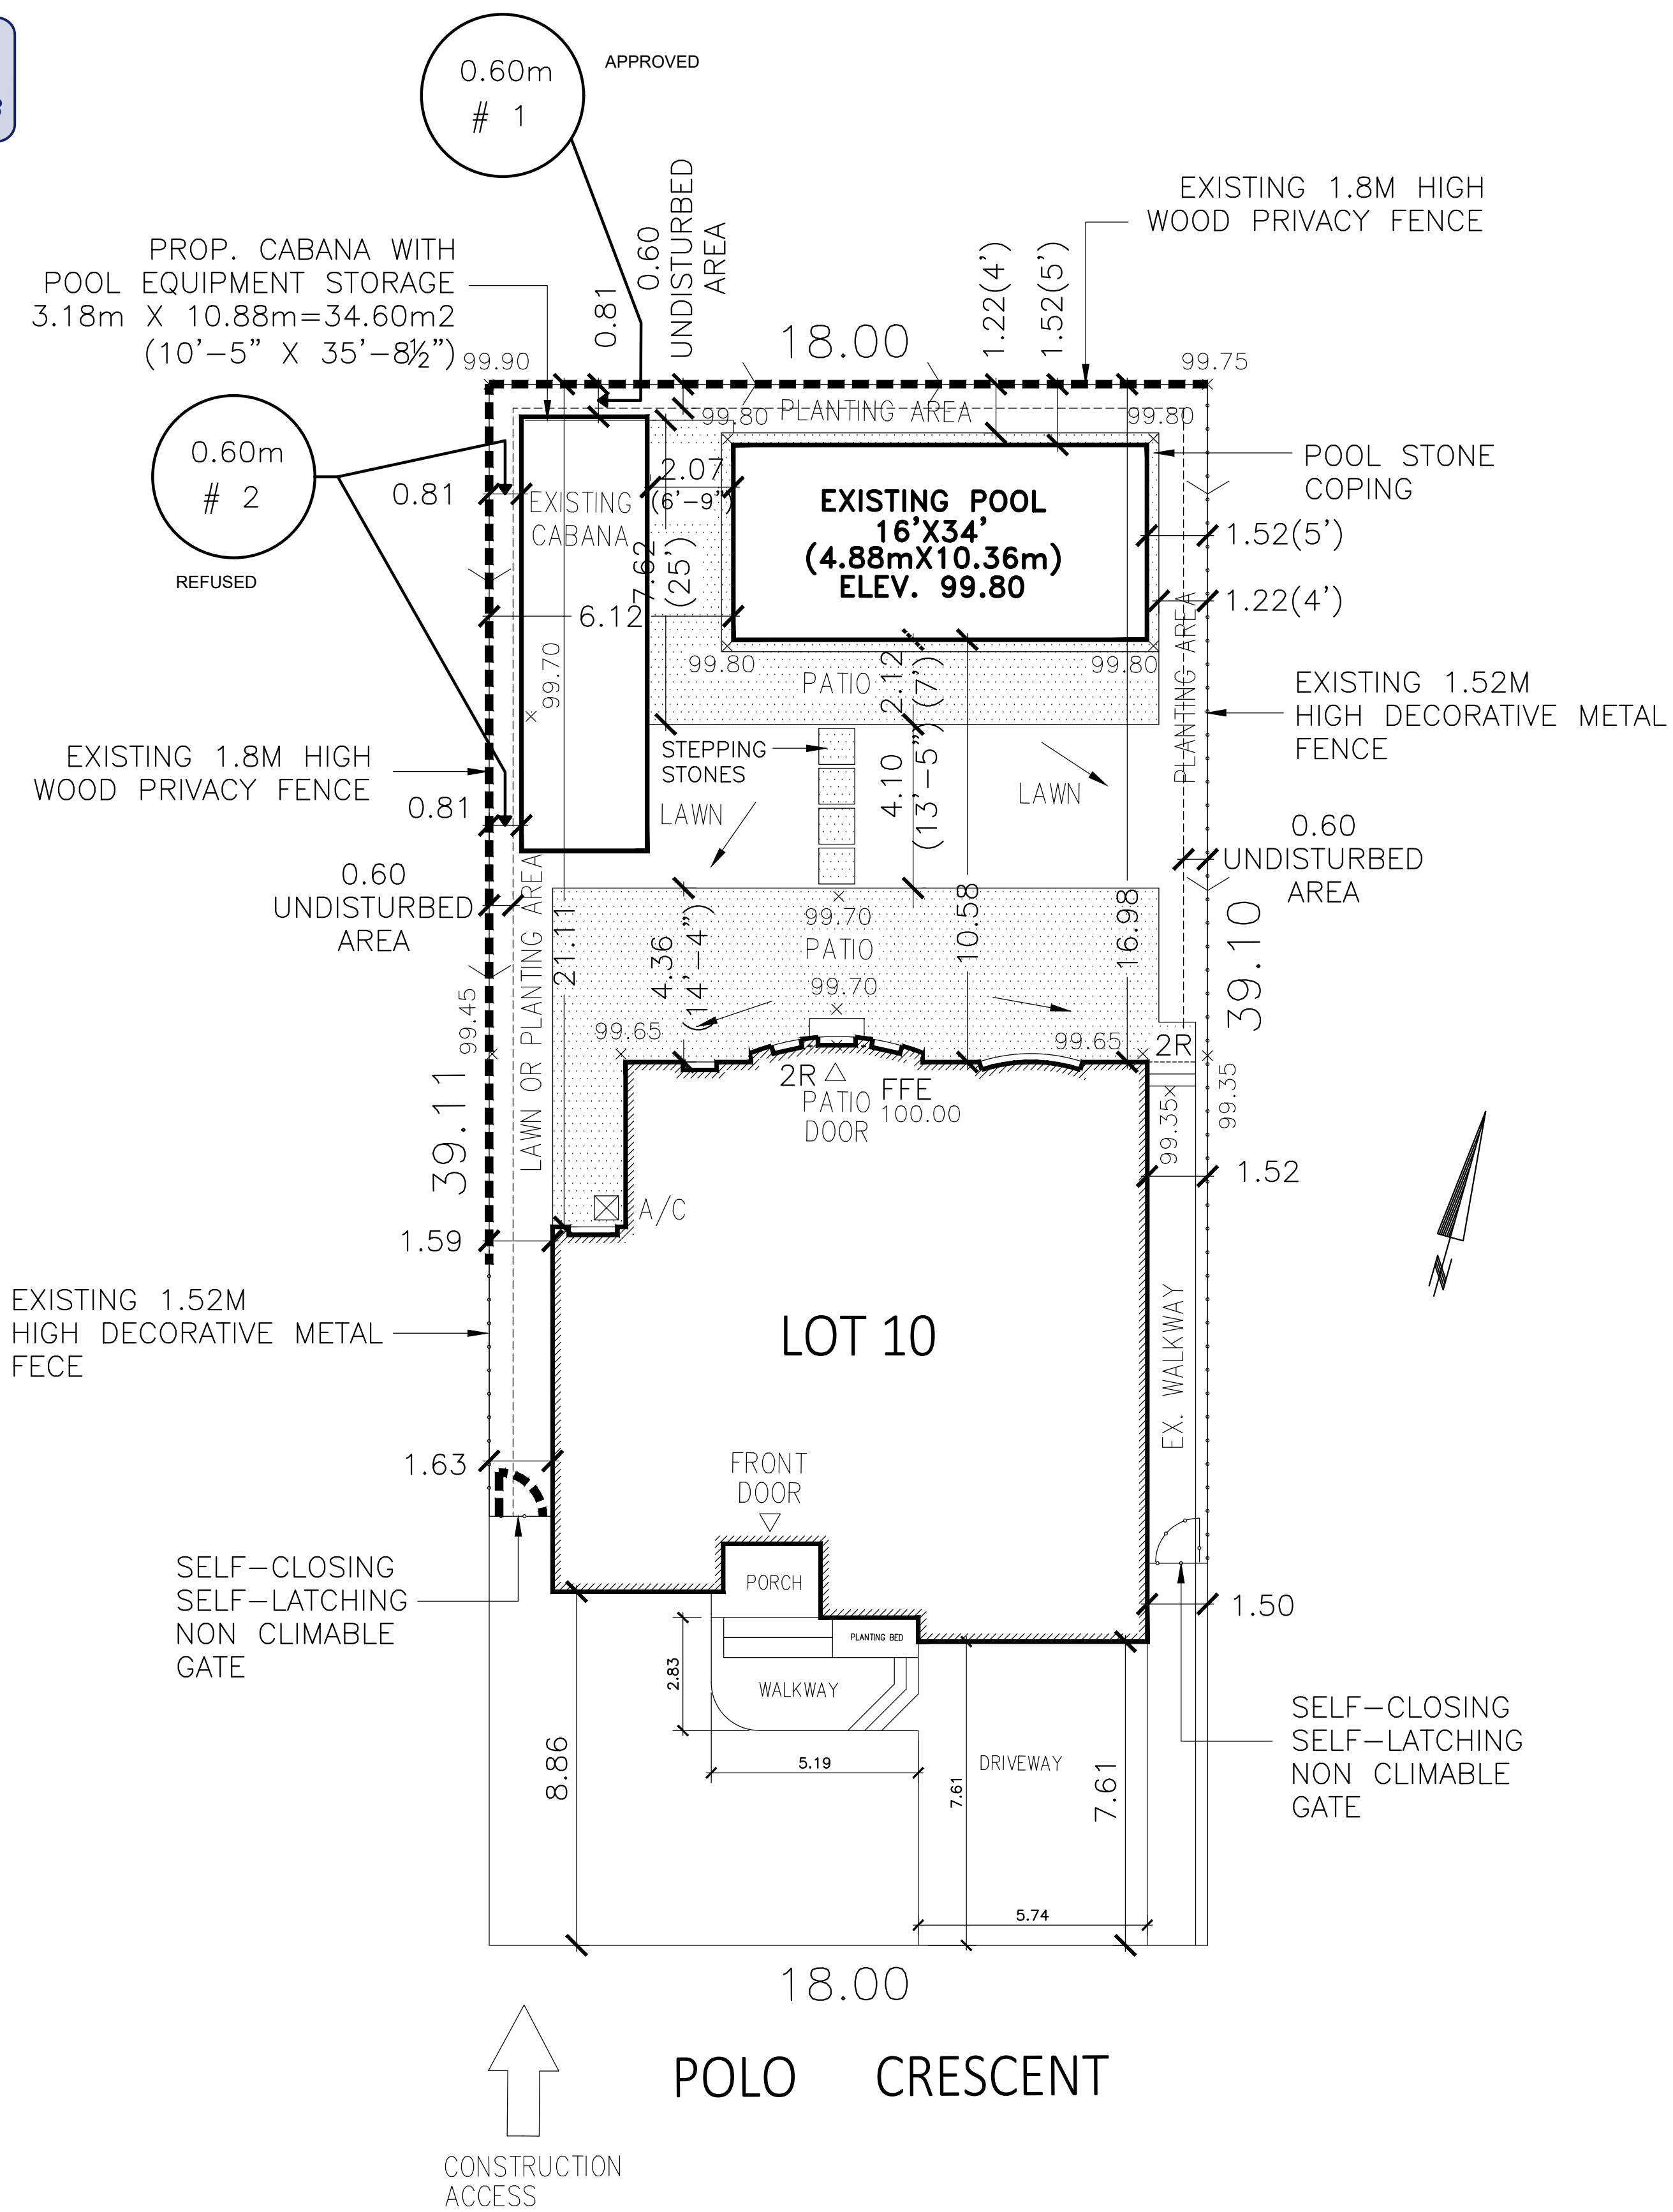 0.60m
# 1
APPROVED
0.60
UNDISTURBED
AREA
0.81
EXISTING 1.8M HIGH
WOOD PRIVACY FENCE
PROP. CABANA WITH
POOL EQUIPMENT STORAGE
3.18m X 10.88m=34.60m2
(10'-5" X 35'-8½")
99.90
18.00
1.22(4')
1.52(5')
99.75
99.80
PLANTING AREA
99.80
0.60m
# 2
REFUSED
0.81
EXISTING
CABANA
2.07
(6'-9")
7.62
(25')
6.12
EXISTING POOL
16'X34'
(4.88mX10.36m)
ELEV. 99.80
POOL STONE
COPING
1.52(5')
1.22(4')
PLANTING AREA
99.70
99.80
PATIO
2.12
(7')
99.80
EXISTING 1.52M
HIGH DECORATIVE METAL
FENCE
EXISTING 1.8M HIGH
WOOD PRIVACY FENCE
0.81
STEPPING
STONES
LAWN
4.10
(13'-5")
LAWN
0.60
UNDISTURBED
AREA
0.60
UNDISTURBED
AREA
LAWN OR PLANTING AREA
21.11
4.36
(14'-4")
99.70
PATIO
99.70
10.58
16.98
39.10
99.45
99.65
99.65
2R
39.11
2R
PATIO
DOOR
FFE
100.00
99.35
99.35
1.52
A/C
1.59
EXISTING 1.52M
HIGH DECORATIVE METAL
FECE
LOT 10
EX. WALKWAY
N
1.63
FRONT
DOOR
PORCH
SELF-CLOSING
SELF-LATCHING
NON CLIMABLE
GATE
1.50
PLANTING BED
2.83
WALKWAY
SELF-CLOSING
SELF-LATCHING
NON CLIMABLE
GATE
8.86
5.19
DRIVEWAY
7.61
7.61
5.74
18.00
POLO CRESCENT
CONSTRUCTION
ACCESS